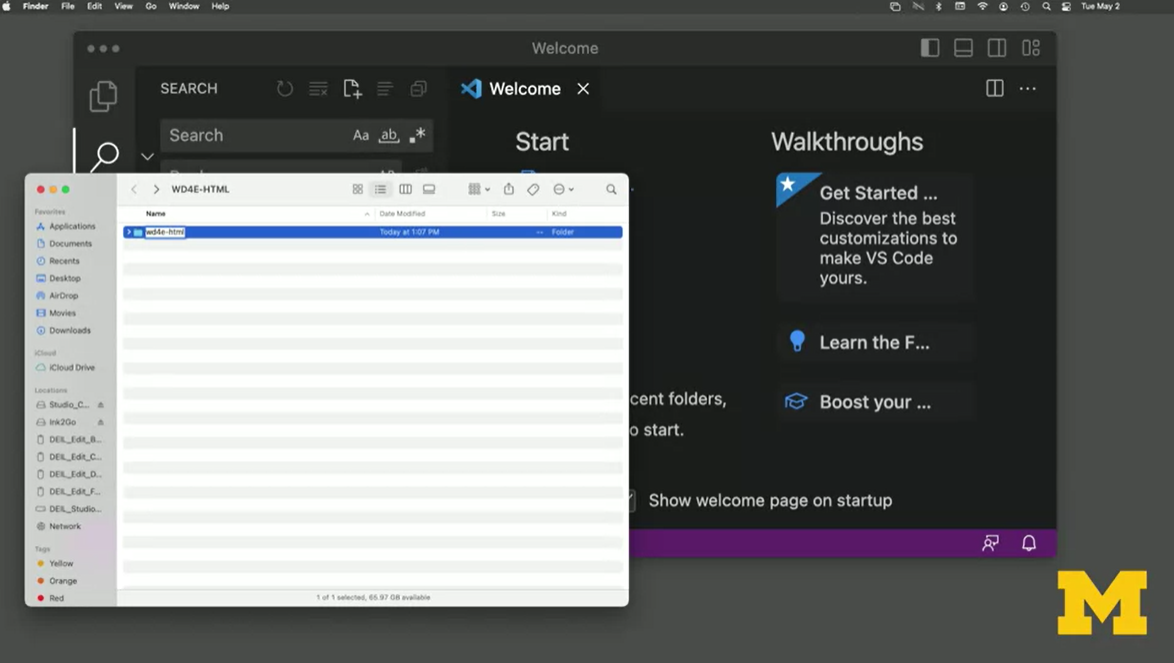 Finder File Edit View Go Window Help
Tue May 2
Welcome
SEARCH
Welcome
Search
Aa ab
Start
Walkthroughs
Get Started ...
Discover the best
customizations to
make VS Code
yours.
Learn the F...
Boost your ...
cent folders,
o start.
Show welcome page on startup
WD4E-HTML
Favorites
Applications
Documents
Recents
Desktop
AirDrop
Movies
Downloads
iCloud
iCloud Drive
Locations
Studio_C...
Ink2Go
DEIL_Edit_B...
DEIL_Edit_C...
DEIL_Edit_D...
DEIL_Edit_F...
DEIL_Studio...
Network
Tags
Yellow
Orange
Red
Name Date Modified Size Kind
wd4e-html Today at 1:07 PM -- Folder
1 of 1 selected, 65.97 GB available
M